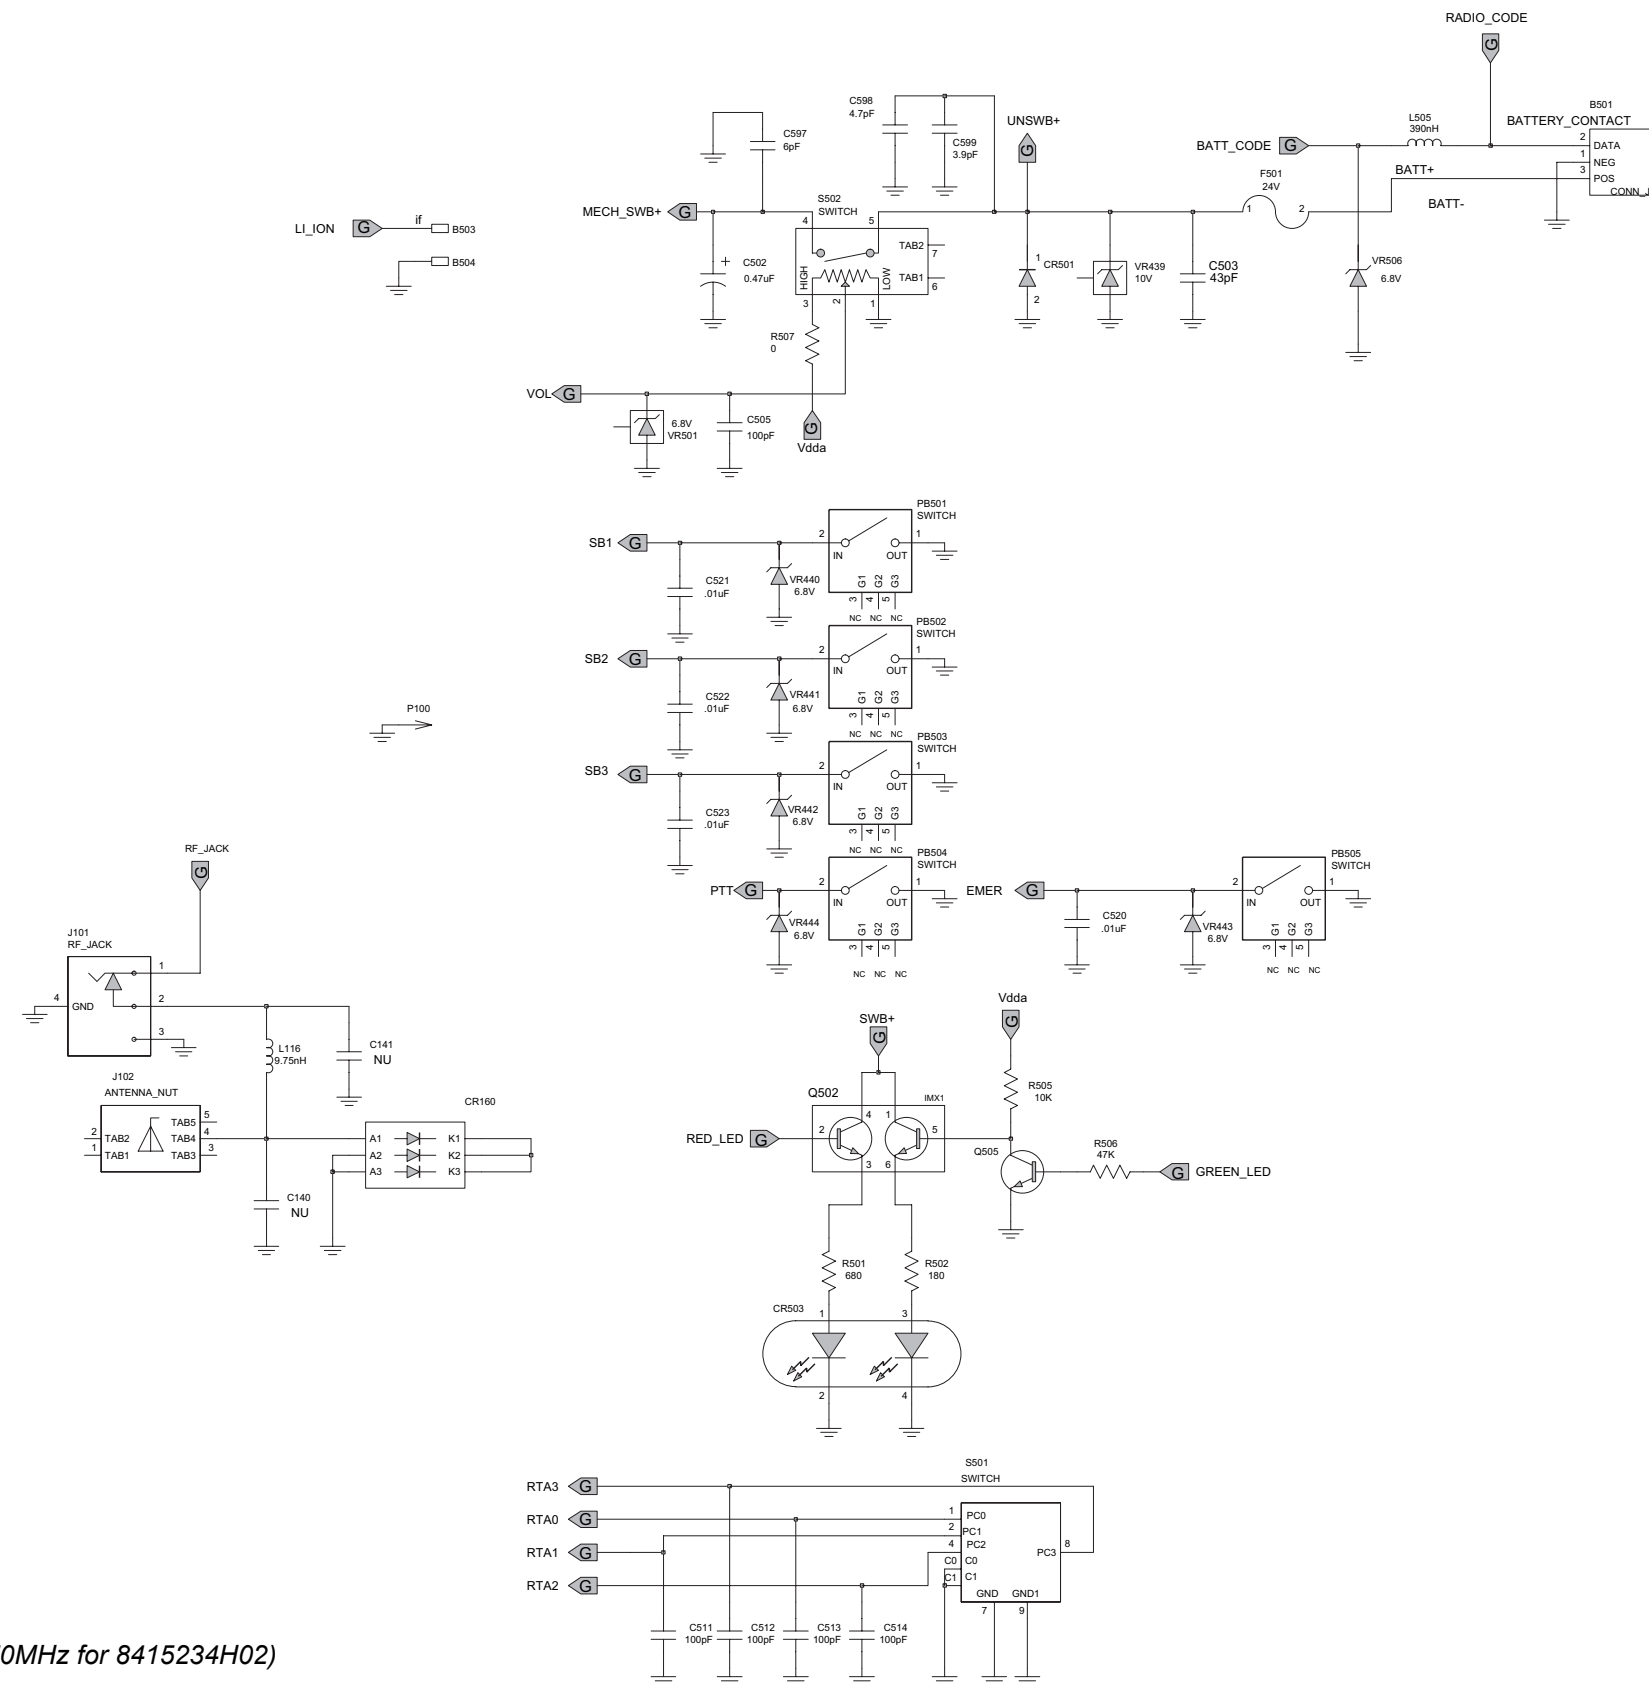 RADIO_CODE
G
C598
4.7pF
C597
6pF
C599
3.9pF
UNSWB+
G
L505
390nH
B501
BATTERY_CONTACT
BATT_CODE G
2 DATA
1 NEG
3 POS
CONN_J
F501
24V
BATT+
BATT-
1 2
LI_ION G if B503
B504
MECH_SWB+ G
S502
SWITCH
4 5
TAB2
7
TAB1
6
HIGH LOW
3 2 1
+ C502
0.47uF
1 CR501
2
VR439
10V
C503
43pF
VR506
6.8V
R507
0
VOL G
6.8V
VR501
C505
100pF
G
Vdda
PB501
SWITCH
SB1 G
2 1
IN OUT
C521
.01uF
VR440
6.8V
G1 G2 G3
3 4 5
NC NC NC
PB502
SWITCH
SB2 G
2 1
IN OUT
C522
.01uF
VR441
6.8V
G1 G2 G3
3 4 5
NC NC NC
P100
PB503
SWITCH
SB3 G
2 1
IN OUT
C523
.01uF
VR442
6.8V
G1 G2 G3
3 4 5
NC NC NC
PB504
SWITCH
PTT G
2 1
IN OUT
VR444
6.8V
G1 G2 G3
3 4 5
NC NC NC
PB505
SWITCH
EMER G
2 1
IN OUT
C520
.01uF
VR443
6.8V
G1 G2 G3
3 4 5
NC NC NC
RF_JACK
G
J101
RF_JACK
1
4 GND 2
3
L116
9.75nH
C141
NU
J102
ANTENNA_NUT
TAB5 5
2 TAB2 TAB4 4
1 TAB1 TAB3 3
CR160
A1 K1
A2 K2
A3 K3
C140
NU
SWB+
G
Vdda
G
Q502
IMX1
R505
10K
RED_LED G
2 4 1 5
3 6
Q505
R506
47K
G GREEN_LED
R501
680
R502
180
CR503
1 3
2 4
S501
SWITCH
RTA3 G
RTA0 G
RTA1 G
RTA2 G
1 PC0
2 PC1
4 PC2
C0 C0
C1 C1
PC3 8
GND GND1
7 9
C511
100pF
C512
100pF
C513
100pF
C514
100pF
0MHz for 8415234H02)